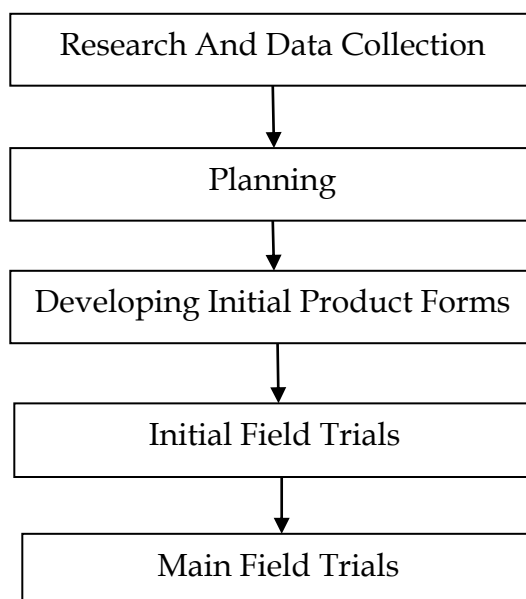 Research And Data Collection
Planning
Developing Initial Product Forms
Initial Field Trials
Main Field Trials